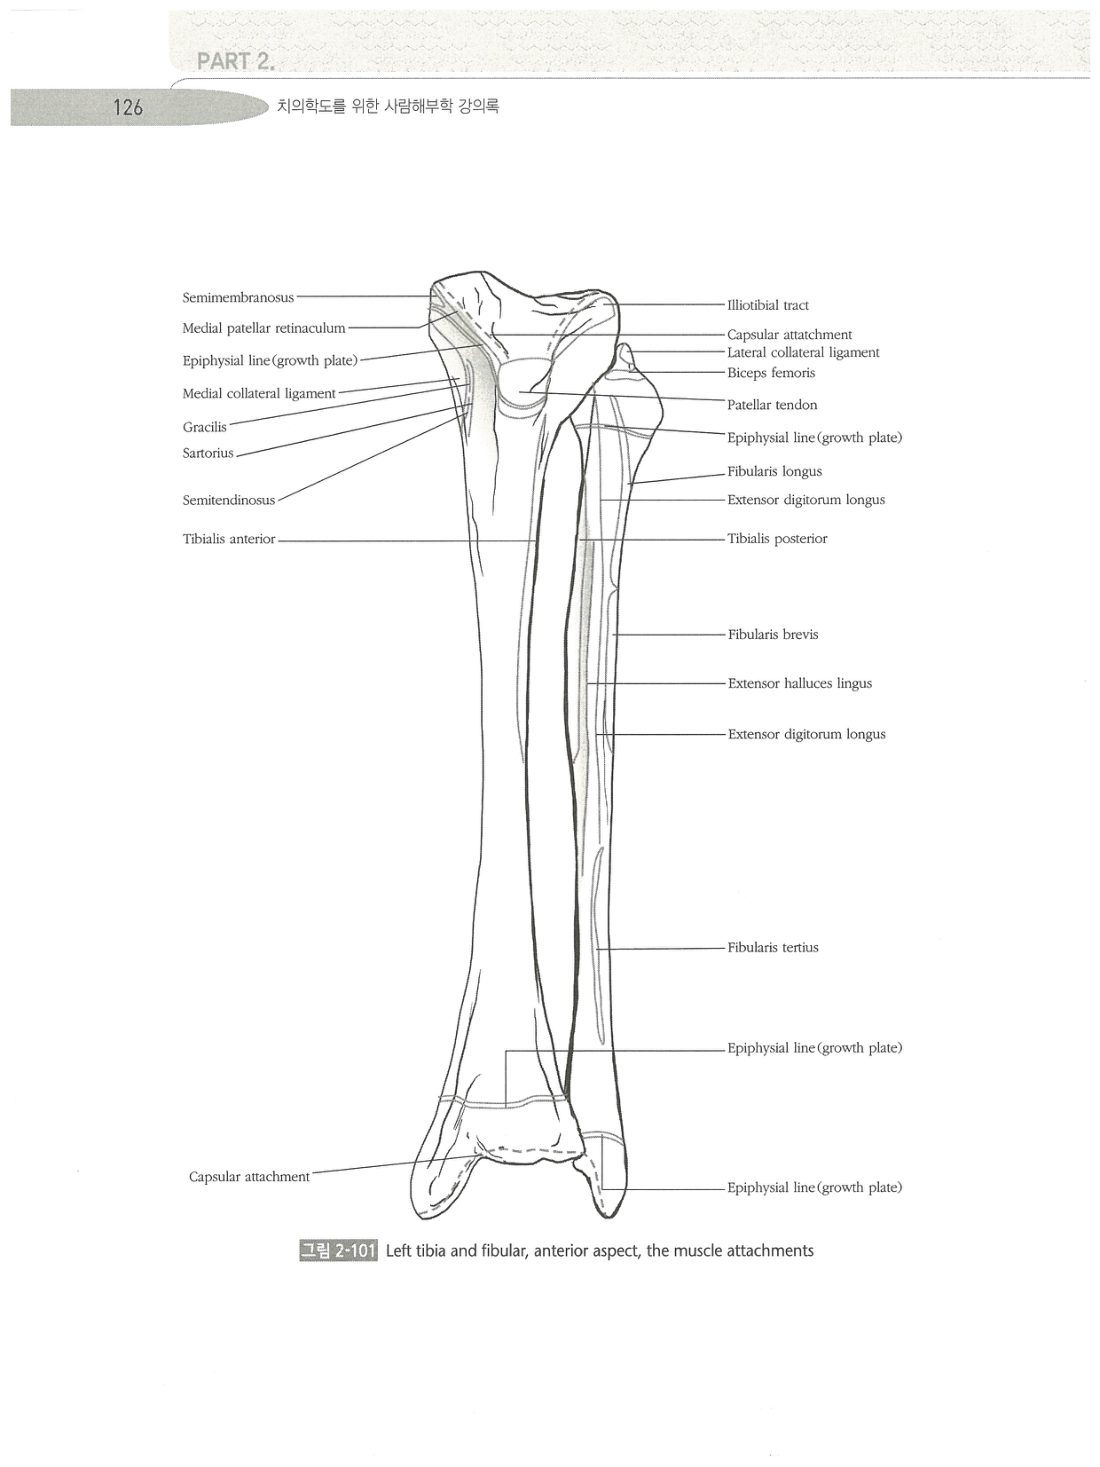 PART 2.
126
치의학도를 위한 사람해부학 강의록
Semimembranosus
Medial patellar retinaculum
Epiphysial line(growth plate)
Medial collateral ligament
Gracilis
Sartorius
Semitendinosus
Tibialis anterior
Capsular attachment
Illiotibial tract
Capsular attatchment
Lateral collateral ligament
Biceps femoris
Patellar tendon
Epiphysial line(growth plate)
Fibularis longus
Extensor digitorum longus
Tibialis posterior
Fibularis brevis
Extensor halluces lingus
Extensor digitorum longus
Fibularis tertius
Epiphysial line(growth plate)
Epiphysial line(growth plate)
그림 2-101 Left tibia and fibular, anterior aspect, the muscle attachments